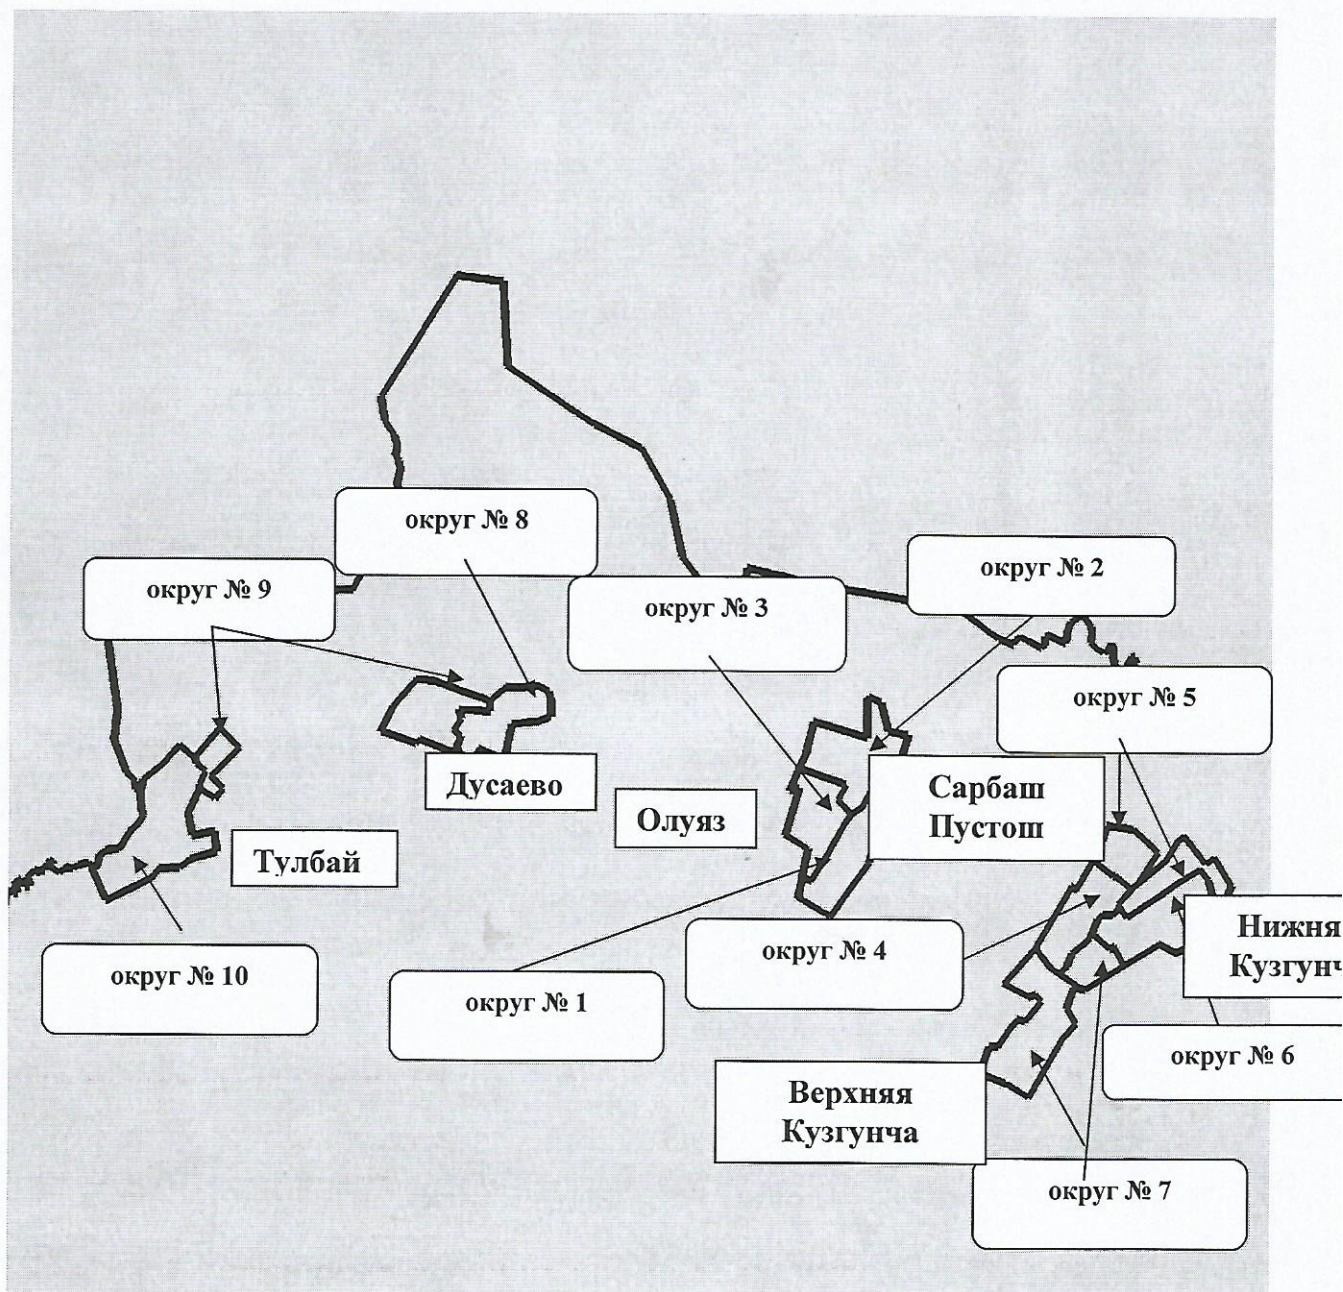 округ № 8
округ № 2
округ № 9
округ № 3
округ № 5
Дусаево
Олуяз
Сарбаш
Пустош
Тулбай
округ № 4
Нижня
Кузгунч
округ № 10
округ № 1
округ № 6
Верхняя
Кузгунча
округ № 7